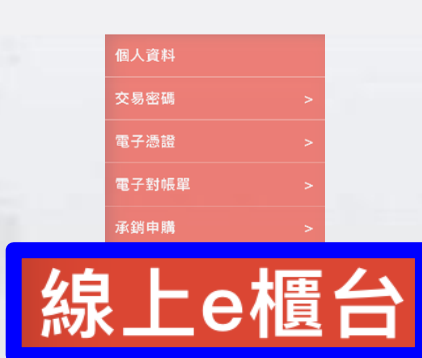 個人資料
交易密碼 >
電子憑證 >
電子對帳單 >
承銷申購 >
線上e櫃台